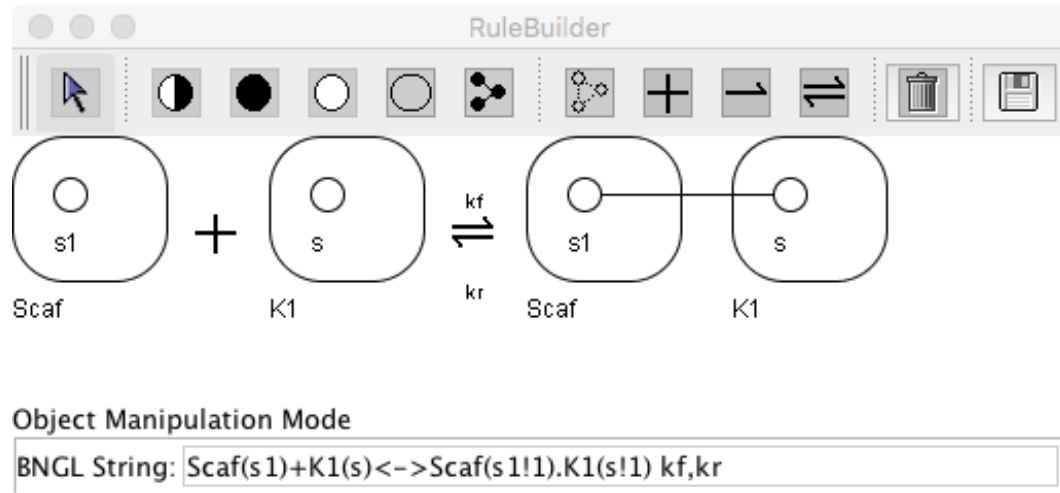 RuleBuilder
kf
s1 s s1 s
kr
Scaf K1 Scaf K1
Object Manipulation Mode
BNGL String: Scaf(s1)+K1(s)<->Scaf(s1!1).K1(s!1) kf,kr